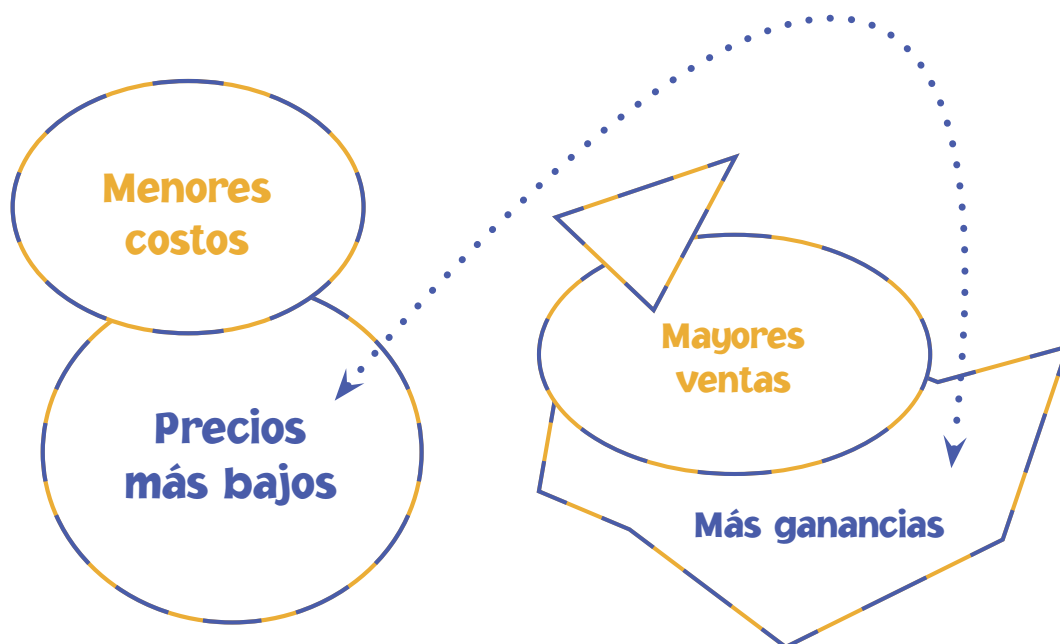 Menores
costos
Precios
más bajos
Mayores
ventas
Más ganancias